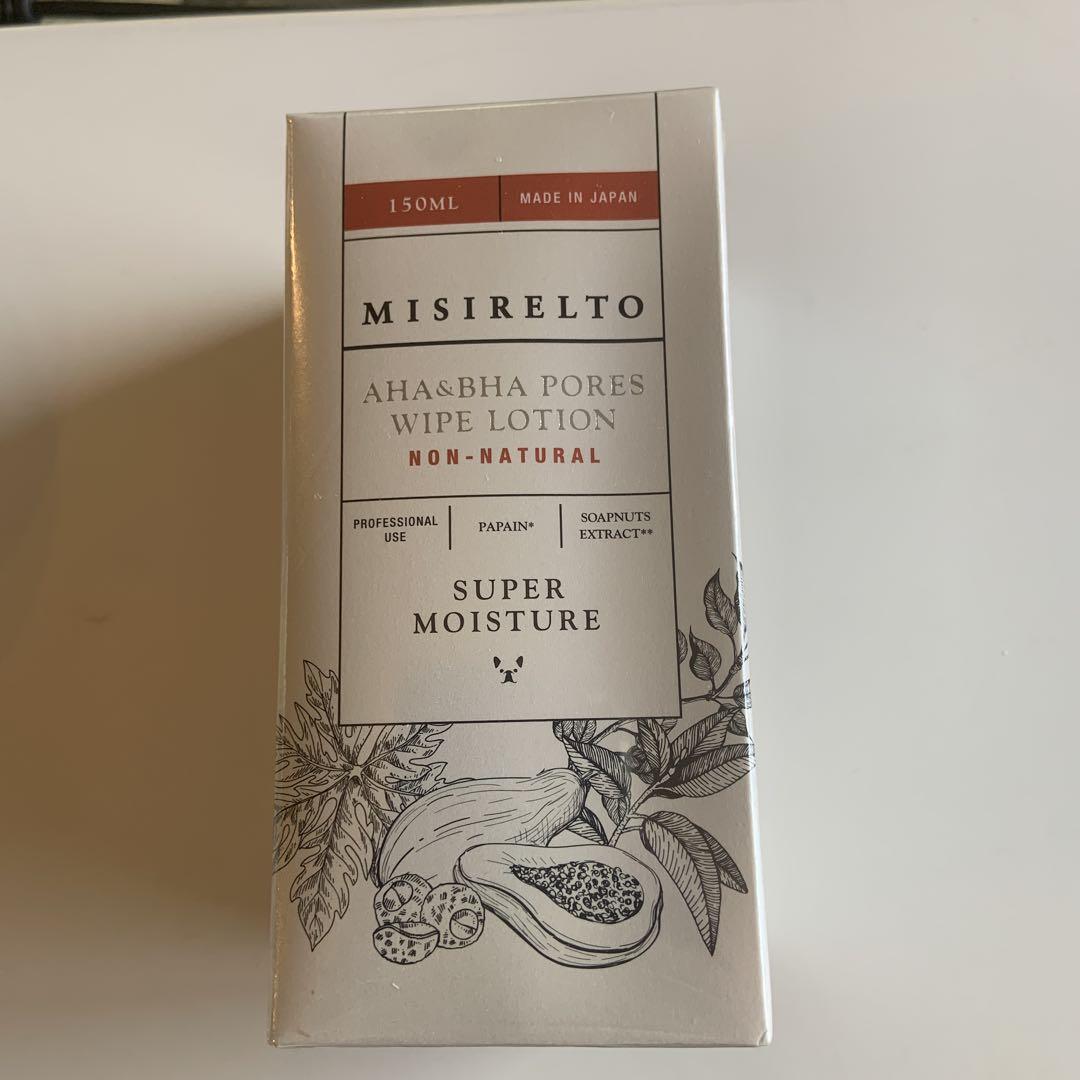 150ML
MADE IN JAPAN
MISIRELTO
AHA&BHA PORES
WIPE LOTION
NON-NATURAL
PROFESSIONAL
USE
PAPAIN*
SOAPNUTS
EXTRACT**
SUPER
MOISTURE